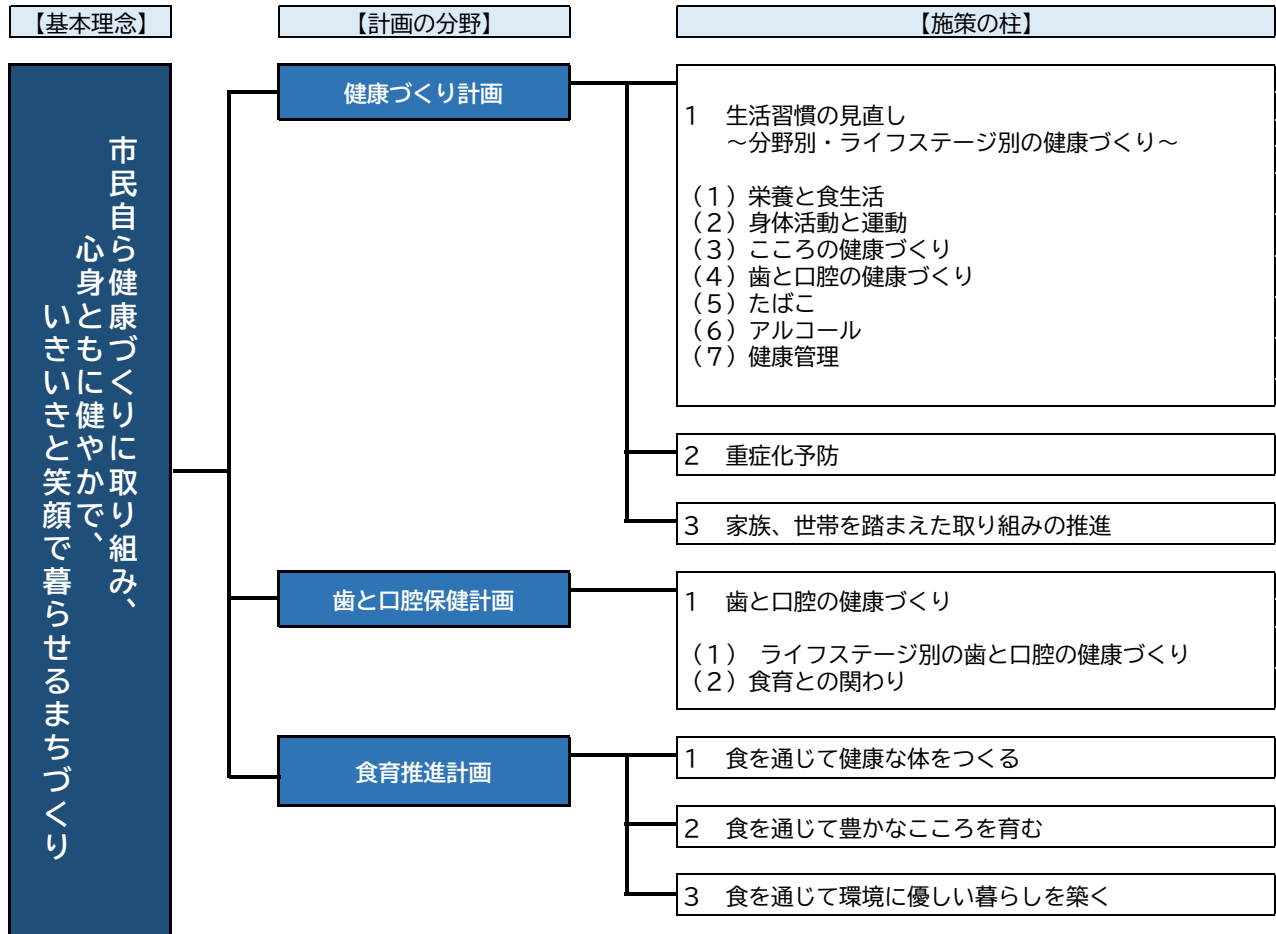 【基本理念】
【計画の分野】
【施策の柱】
市民自ら健康づくりに取り組み、
心身ともに健やかで、
いきいきと笑顔で暮らせるまちづくり
健康づくり計画
1　生活習慣の見直し
～分野別・ライフステージ別の健康づくり～
（1）栄養と食生活
（2）身体活動と運動
（3）こころの健康づくり
（4）歯と口腔の健康づくり
（5）たばこ
（6）アルコール
（7）健康管理
2　重症化予防
3　家族、世帯を踏まえた取り組みの推進
歯と口腔保健計画
1　歯と口腔の健康づくり
（1）　ライフステージ別の歯と口腔の健康づくり
（2）食育との関わり
食育推進計画
1　食を通じて健康な体をつくる
2　食を通じて豊かなこころを育む
3　食を通じて環境に優しい暮らしを築く